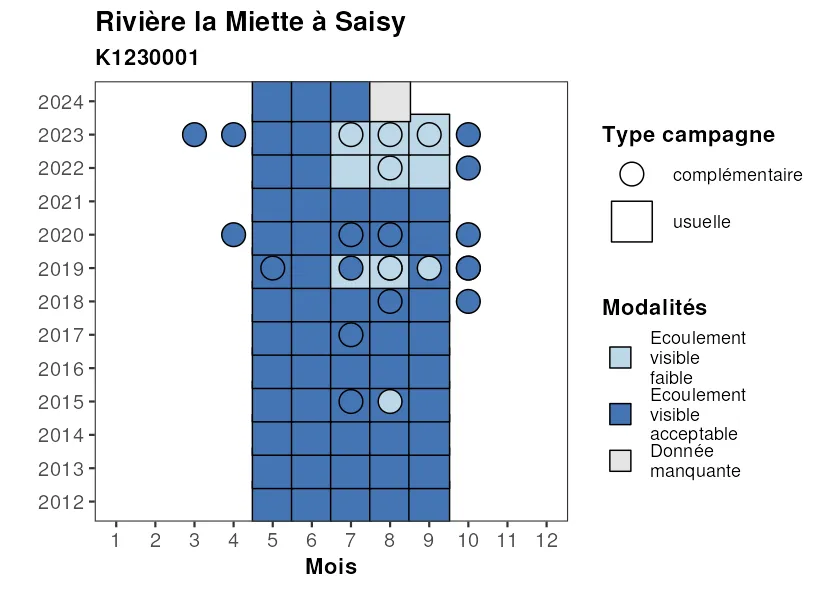 Rivière la Miette à Saisy
K1230001
2024
2023
2022
2021
2020
2019
2018
2017
2016
2015
2014
2013
2012
1 2 3 4 5 6 7 8 9 10 11 12
Mois
Type campagne
complémentaire
usuelle
Modalités
Ecoulement
visible
faible
Ecoulement
visible
acceptable
Donnée
manquante